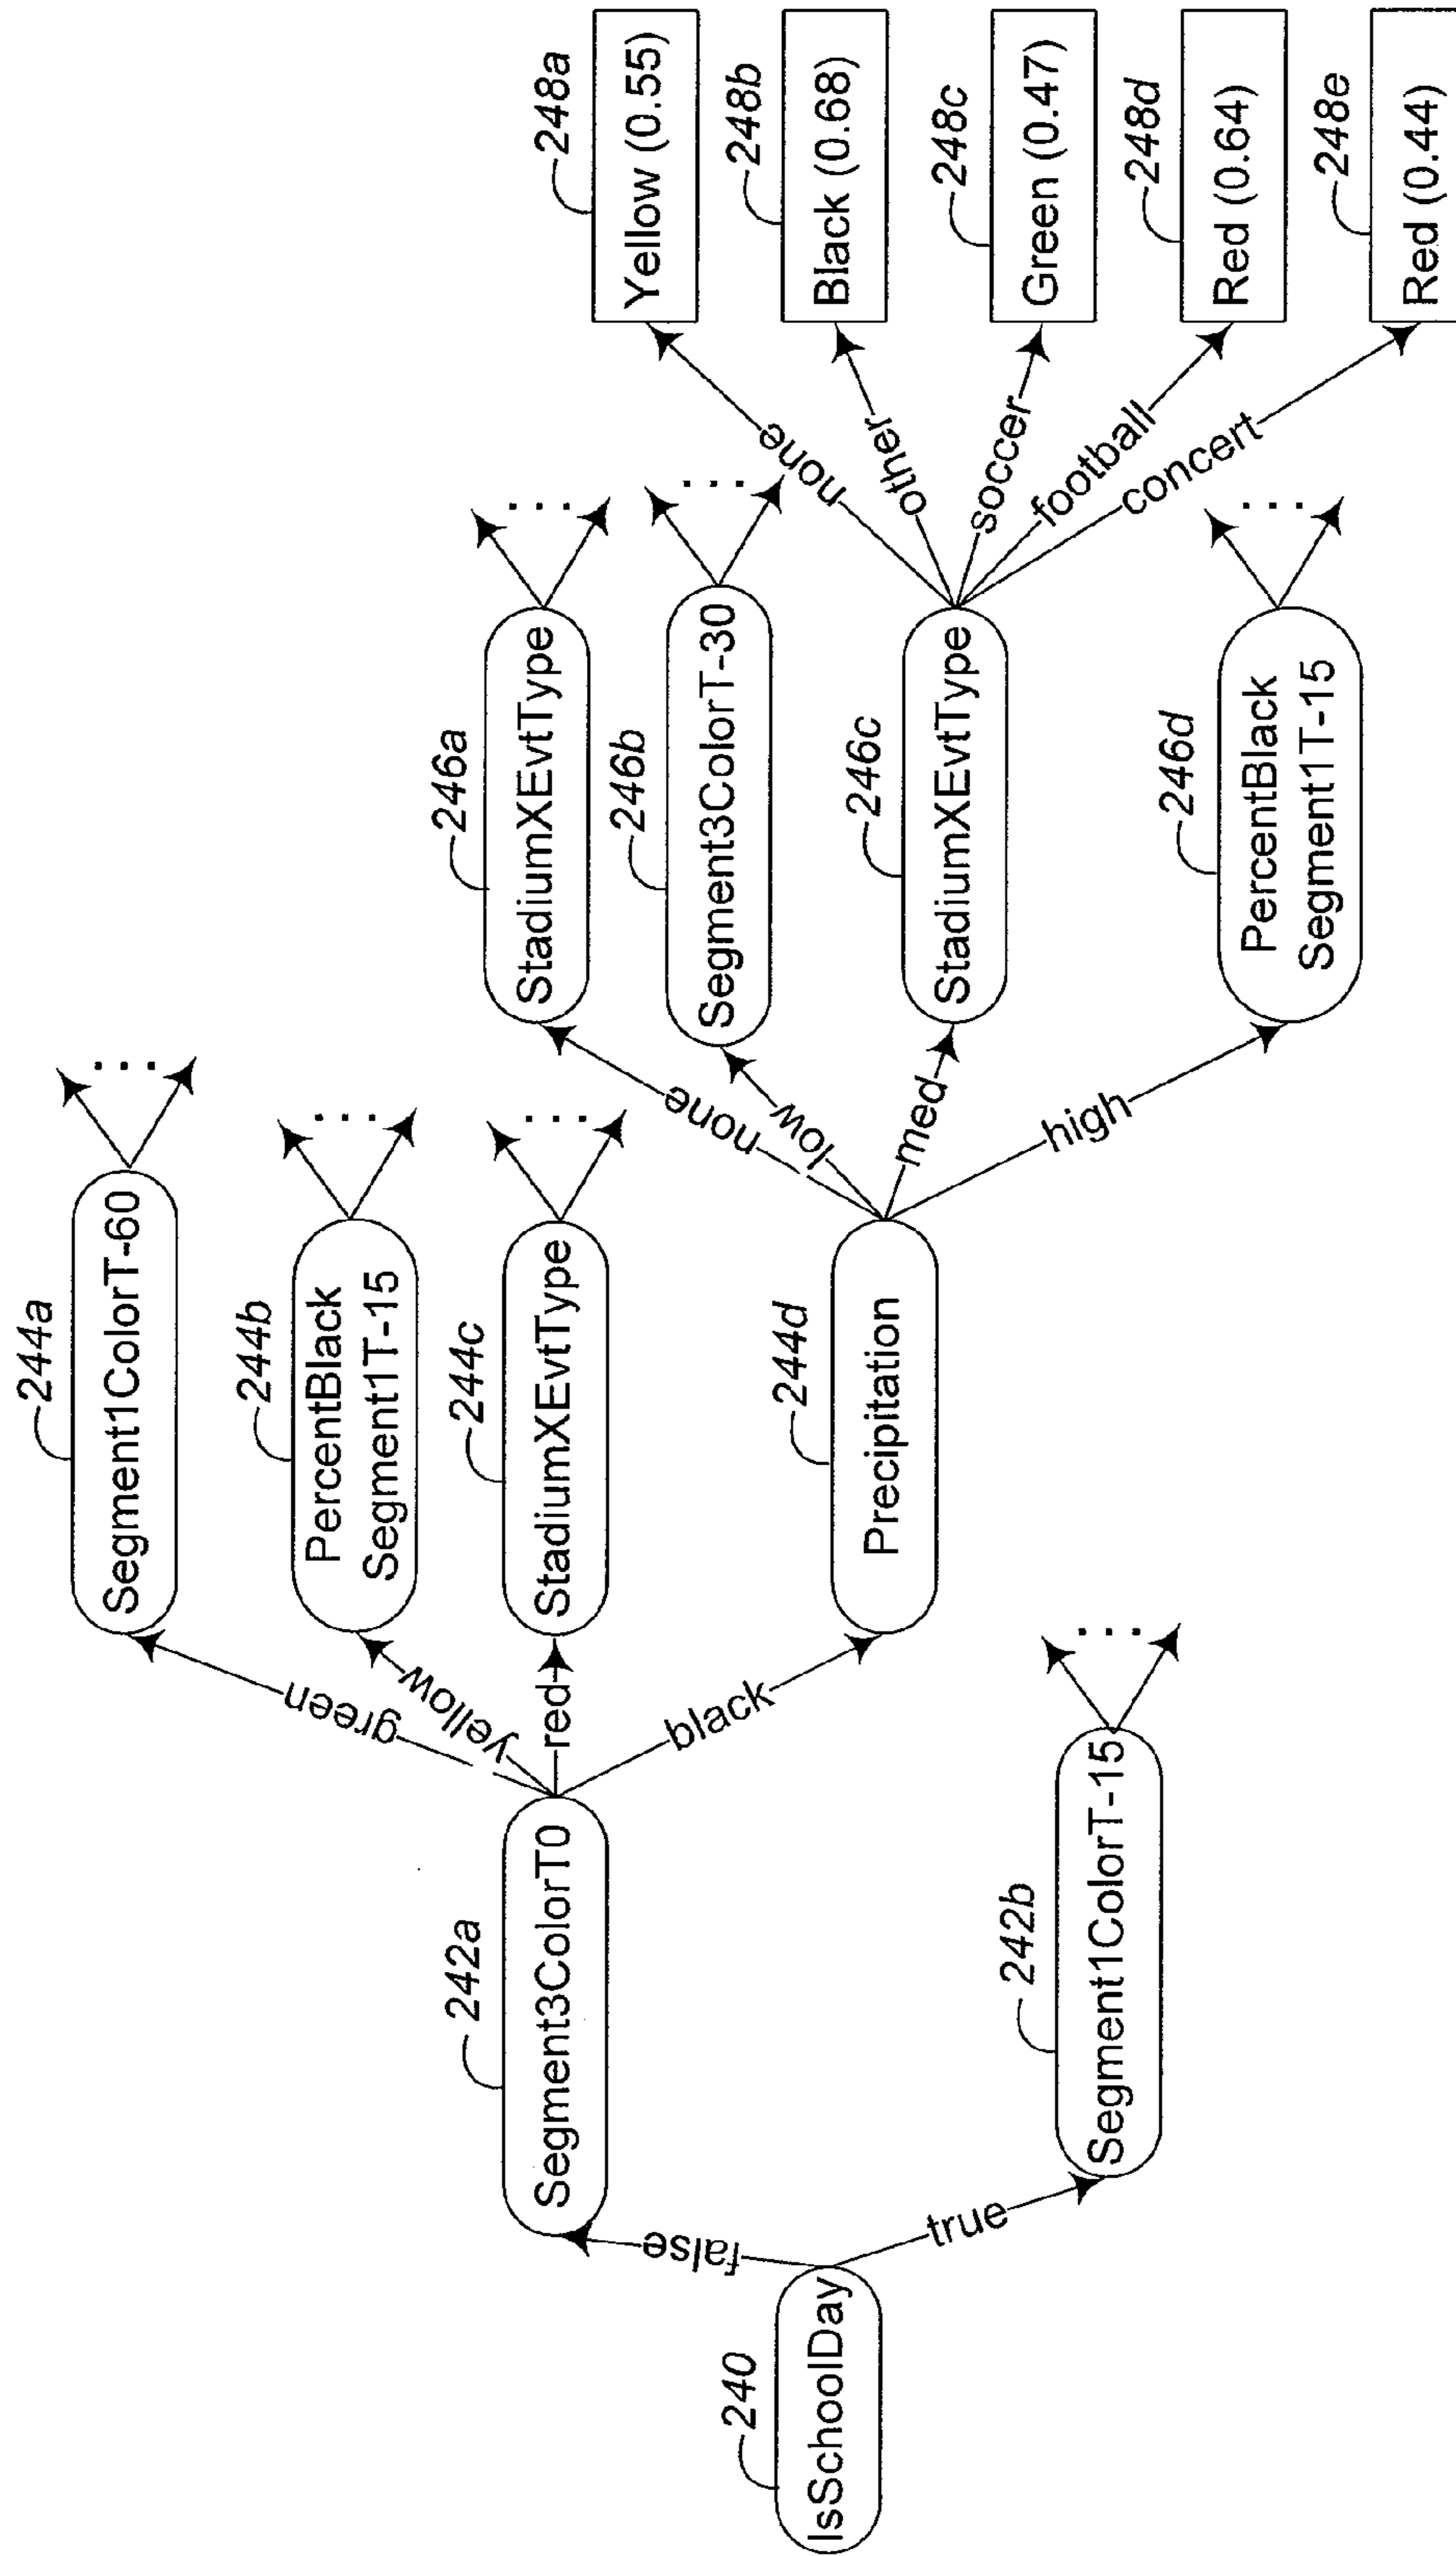 240
IsSchoolDay
false
true
242a
Segment3ColorT0
242b
Segment1ColorT-15
...
green
yellow
red
black
244a
Segment1ColorT-60
...
244b
PercentBlack
Segment1T-15
...
244c
StadiumXEvtType
...
244d
Precipitation
none
low
med
high
246a
StadiumXEvtType
...
246b
Segment3ColorT-30
...
246c
StadiumXEvtType
246d
PercentBlack
Segment1T-15
...
none
other
soccer
football
concert
248a
Yellow (0.55)
248b
Black (0.68)
248c
Green (0.47)
248d
Red (0.64)
248e
Red (0.44)